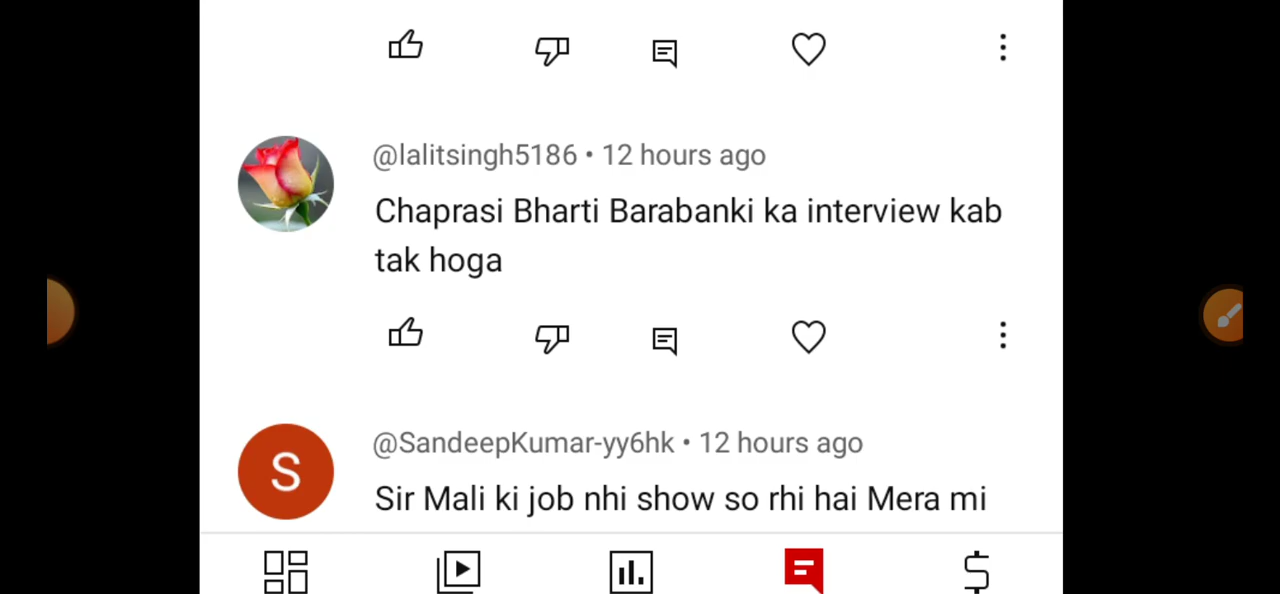 @lalitsingh5186 • 12 hours ago
Chaprasi Bharti Barabanki ka interview kab
tak hoga
S
@SandeepKumar-yy6hk • 12 hours ago
Sir Mali ki job nhi show so rhi hai Mera mi